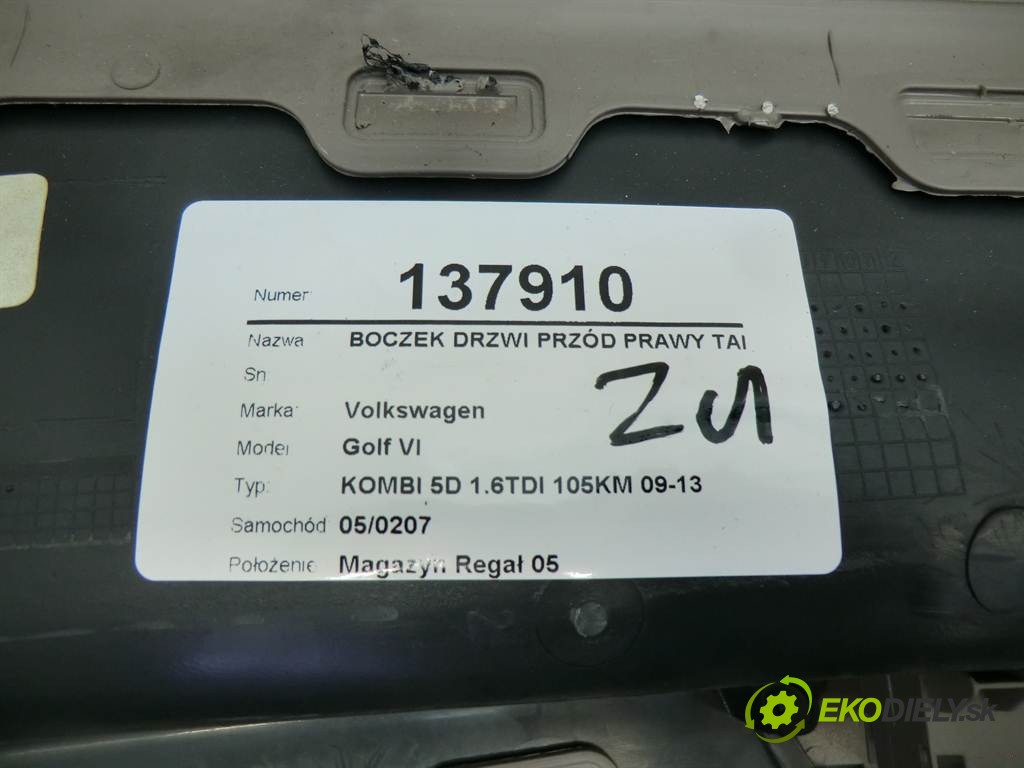 Numer: 137910
Nazwa BOCZEK DRZWI PRZÓD PRAWY TAI
Sn:
Marka: Volkswagen
Model Golf VI
Typ: KOMBI 5D 1.6TDI 105KM 09-13
Samochód 05/0207
Położenie Magazyn Regał 05
EKODIELY.sk